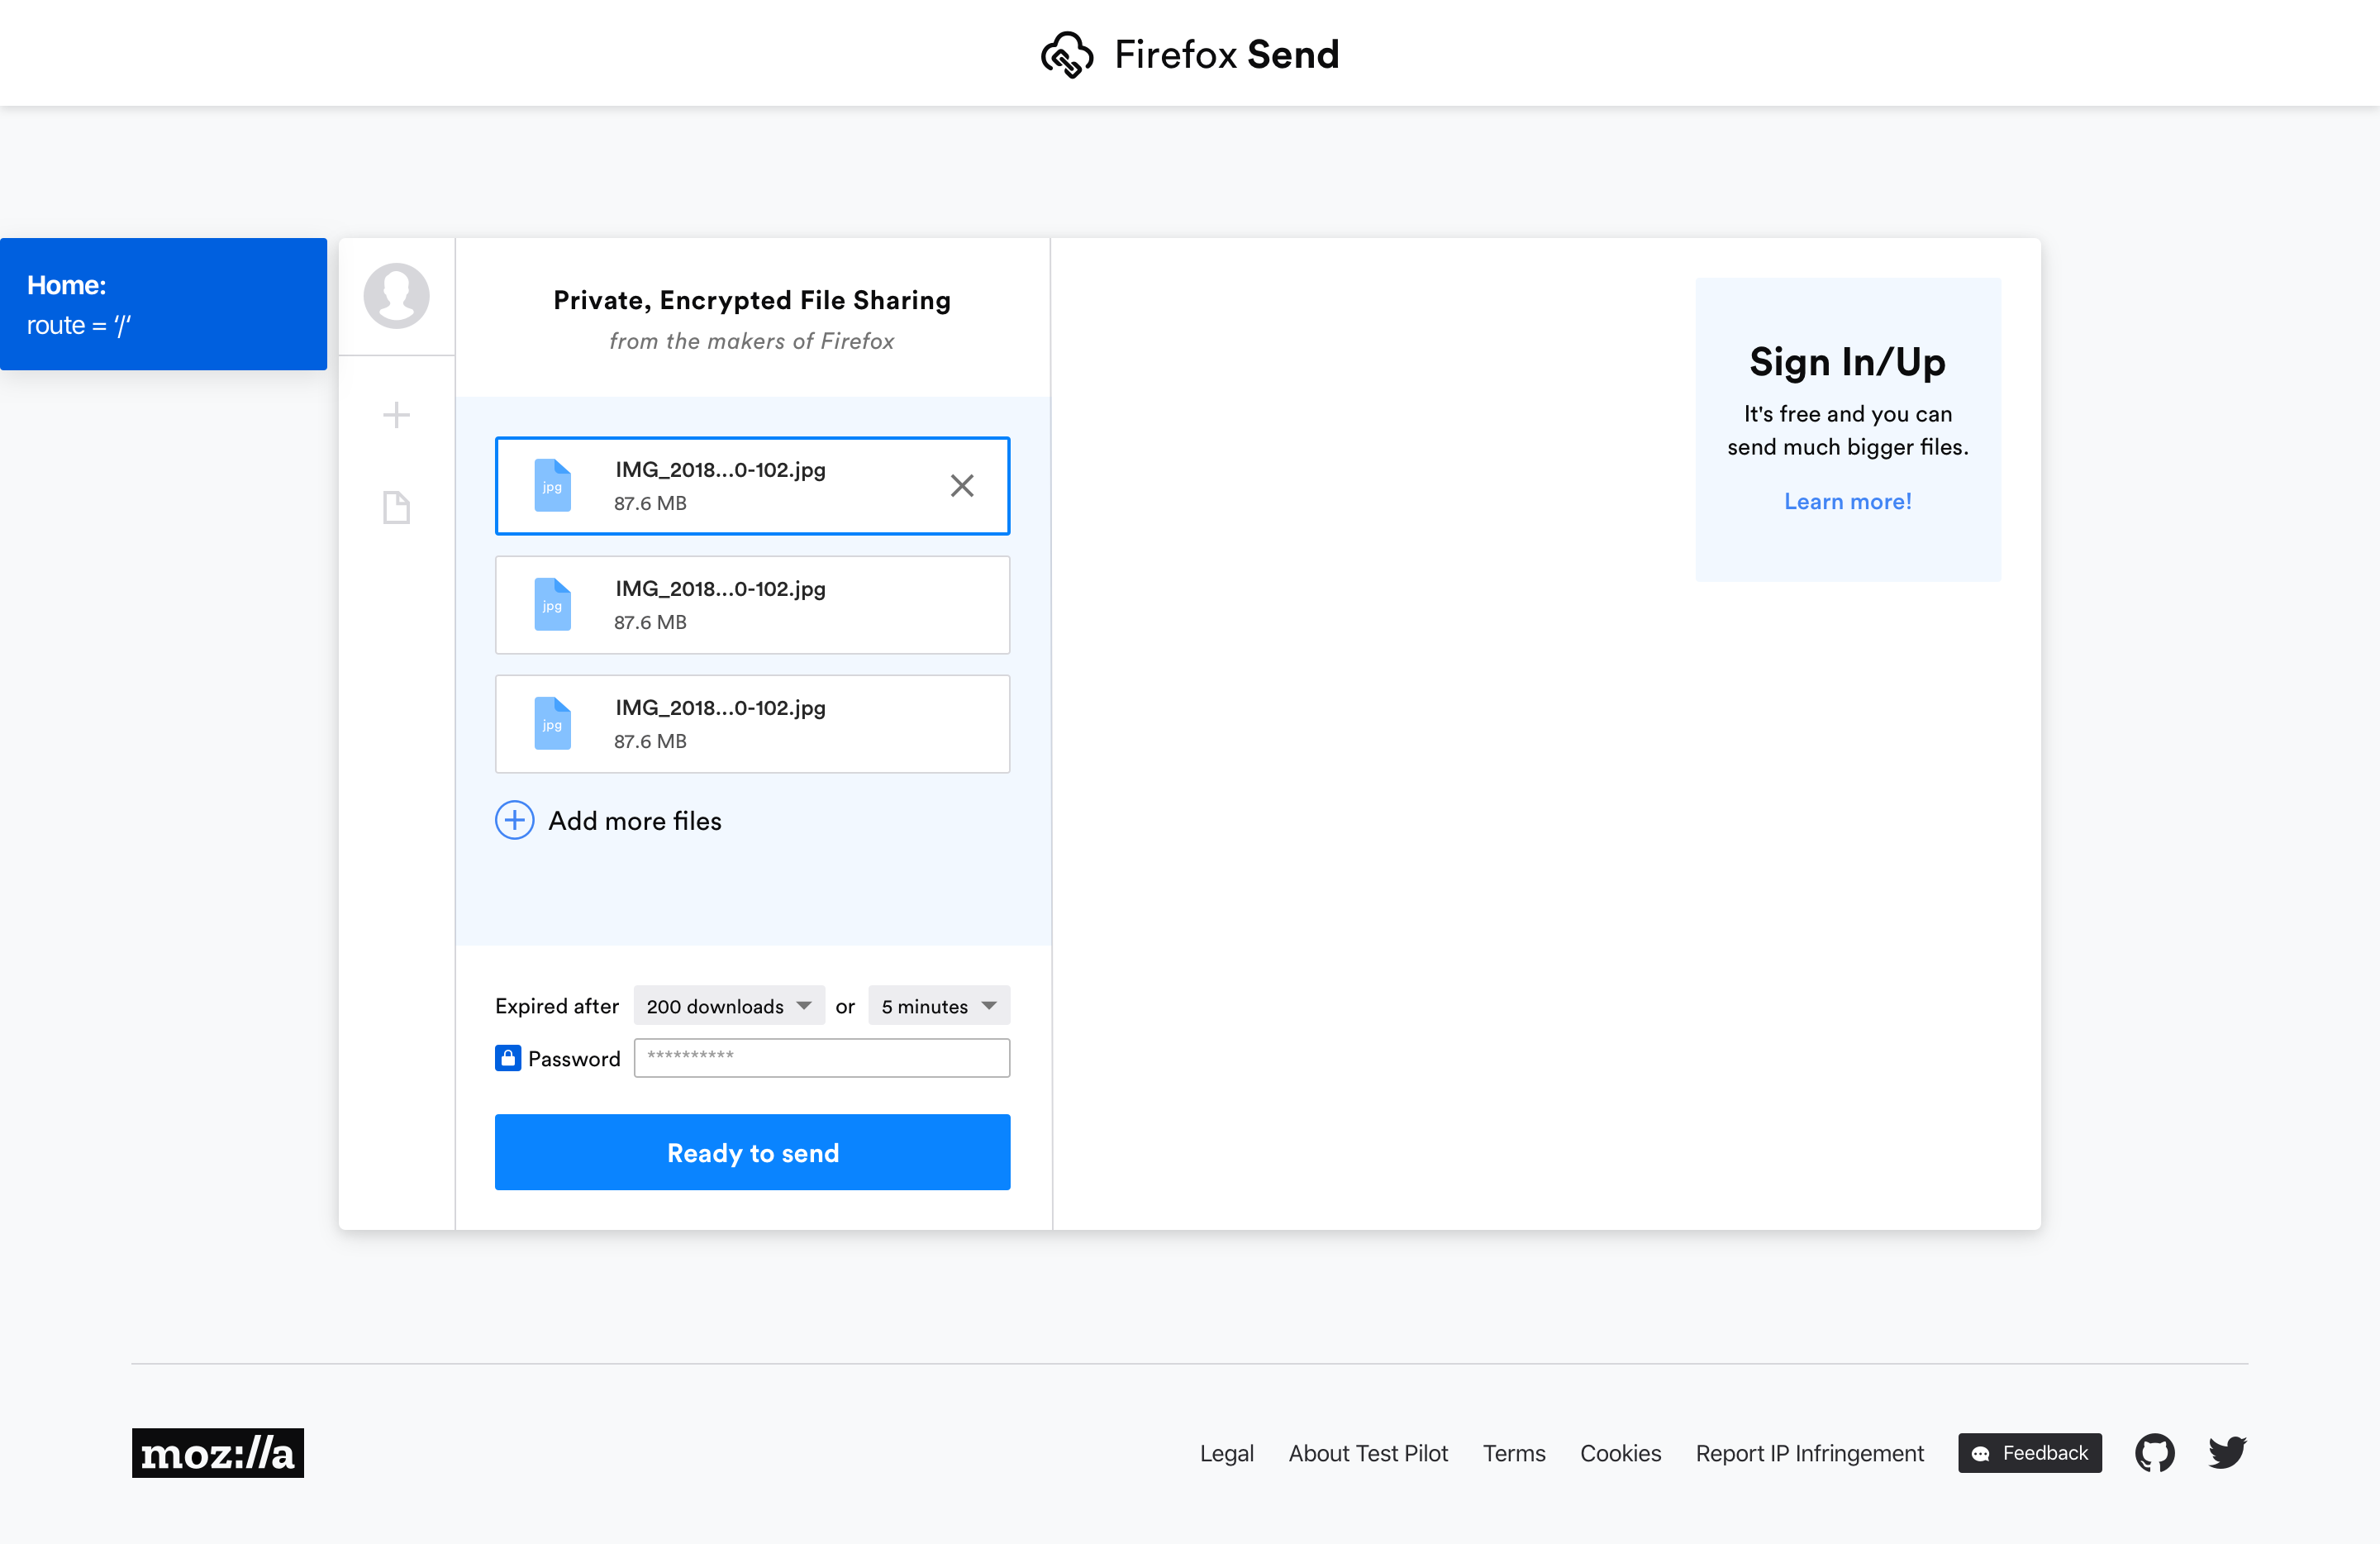 Firefox Send
Home:
route = ‘/‘
Private, Encrypted File Sharing
from the makers of Firefox
jpg
IMG_2018...0-102.jpg
87.6 MB
jpg
IMG_2018...0-102.jpg
87.6 MB
jpg
IMG_2018...0-102.jpg
87.6 MB
Add more files
Expired after 200 downloads or 5 minutes
Password **********
Ready to send
Sign In/Up
It's free and you can
send much bigger files.
Learn more!
moz://a
Legal About Test Pilot Terms Cookies Report IP Infringement Feedback